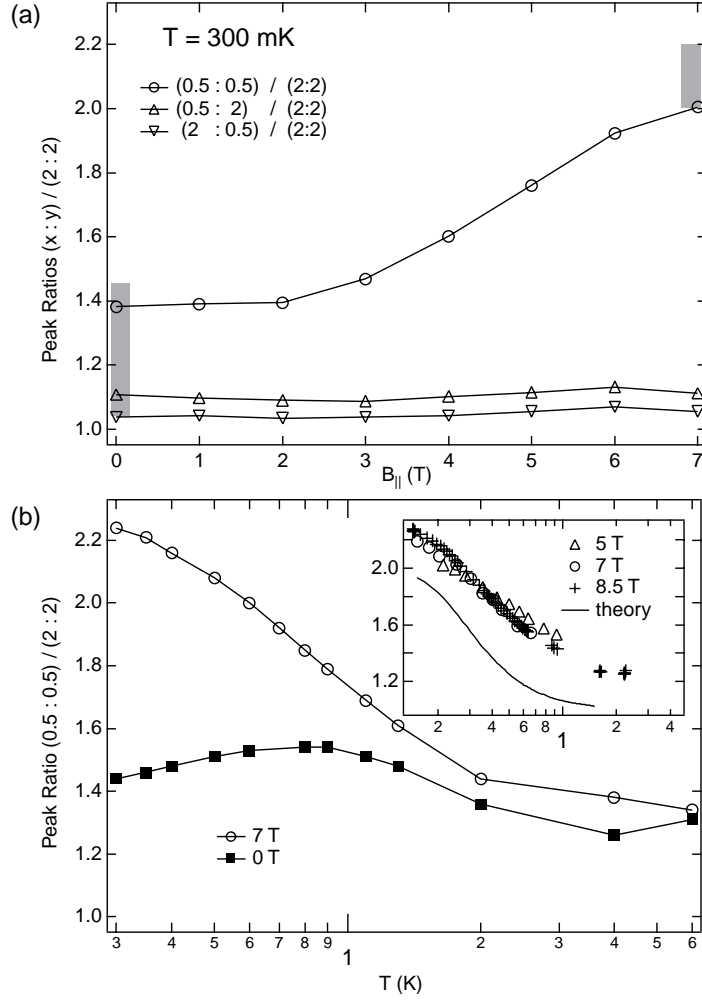 (a)
T = 300 mK
(0.5 : 0.5) / (2:2)
(0.5 : 2) / (2:2)
(2 : 0.5) / (2:2)
Peak Ratios (x : y) / (2 : 2)
2.2
2.0
1.8
1.6
1.4
1.2
1.0
0 1 2 3 4 5 6 7
B|| (T)
(b)
Peak Ratio (0.5 : 0.5) / (2 : 2)
2.2
2.0
1.8
1.6
1.4
1.2
1.0
7 T
0 T
3 4 5 6 7 8 9 1 2 3 4 5 6
T (K)
5 T
7 T
8.5 T
theory
2.0
1.6
1.2
2 4 6 8 1 2 4